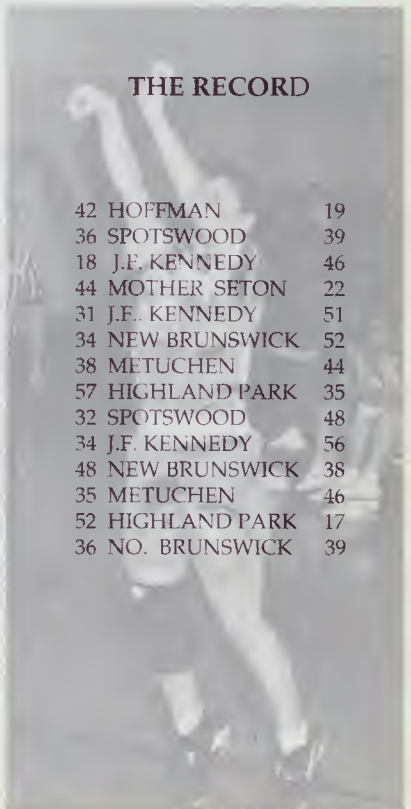 THE RECORD
42 HOFFMAN 19
36 SPOTSWOOD 39
18 J.F. KENNEDY 46
44 MOTHER SETON 22
31 J.F.. KENNEDY 51
34 NEW BRUNSWICK 52
38 METUCHEN 44
57 HIGHLAND PARK 35
32 SPOTSWOOD 48
34 J.F. KENNEDY 56
48 NEW BRUNSWICK 38
35 METUCHEN 46
52 HIGHLAND PARK 17
36 NO. BRUNSWICK 39